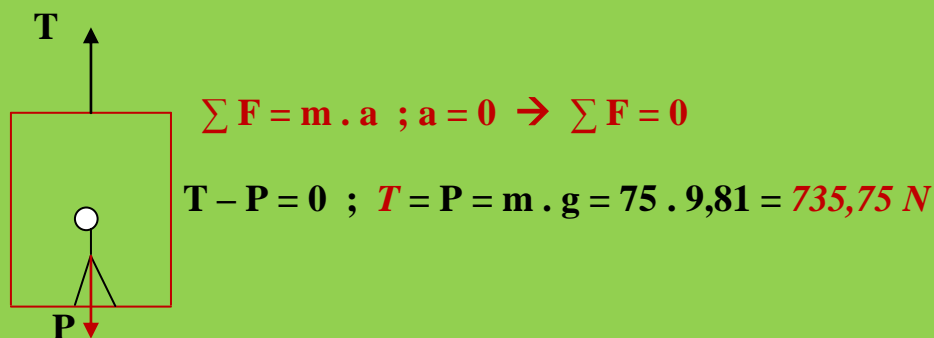 T
∑ F = m . a ; a = 0 → ∑ F = 0
T – P = 0 ; T = P = m . g = 75 . 9,81 = 735,75 N
P